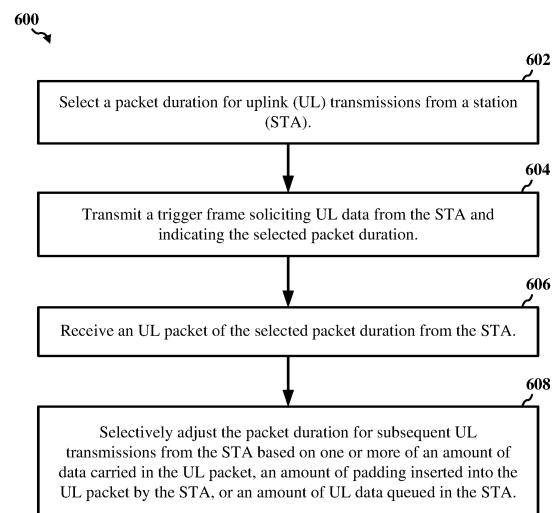 600
602
Select a packet duration for uplink (UL) transmissions from a station
(STA).
604
Transmit a trigger frame soliciting UL data from the STA and
indicating the selected packet duration.
606
Receive an UL packet of the selected packet duration from the STA.
608
Selectively adjust the packet duration for subsequent UL
transmissions from the STA based on one or more of an amount of
data carried in the UL packet, an amount of padding inserted into the
UL packet by the STA, or an amount of UL data queued in the STA.